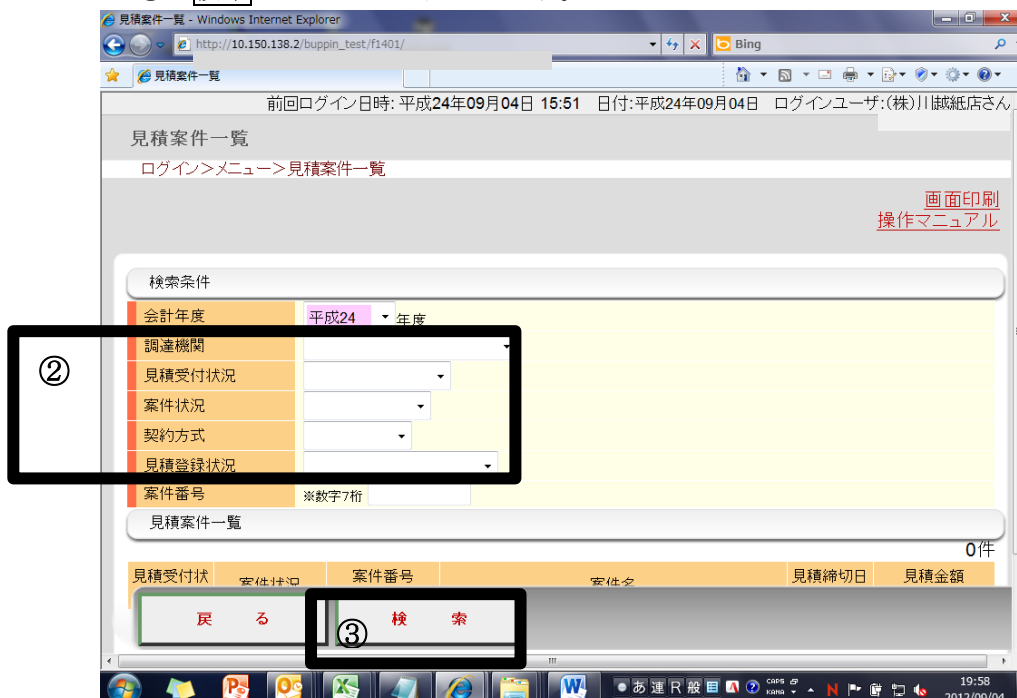 見積案件一覧 - Windows Internet Explorer
http://10.150.138.2/buppin_test/f1401/
Bing
見積案件一覧
前回ログイン日時: 平成24年09月04日 15:51 日付:平成24年09月04日 ログインユーザ:(株)川越紙店さん
見積案件一覧
ログイン＞メニュー＞見積案件一覧
画面印刷
操作マニュアル
検索条件
会計年度 平成24 年度
②
調達機関
見積受付状況
案件状況
契約方式
見積登録状況
案件番号 ※数字7桁
見積案件一覧
0件
見積受付状 案件状況 案件番号 案件名 見積締切日 見積金額
戻 る
③ 検 索
あ 連 R 般 CAPS KANA 19:58
2012/09/04